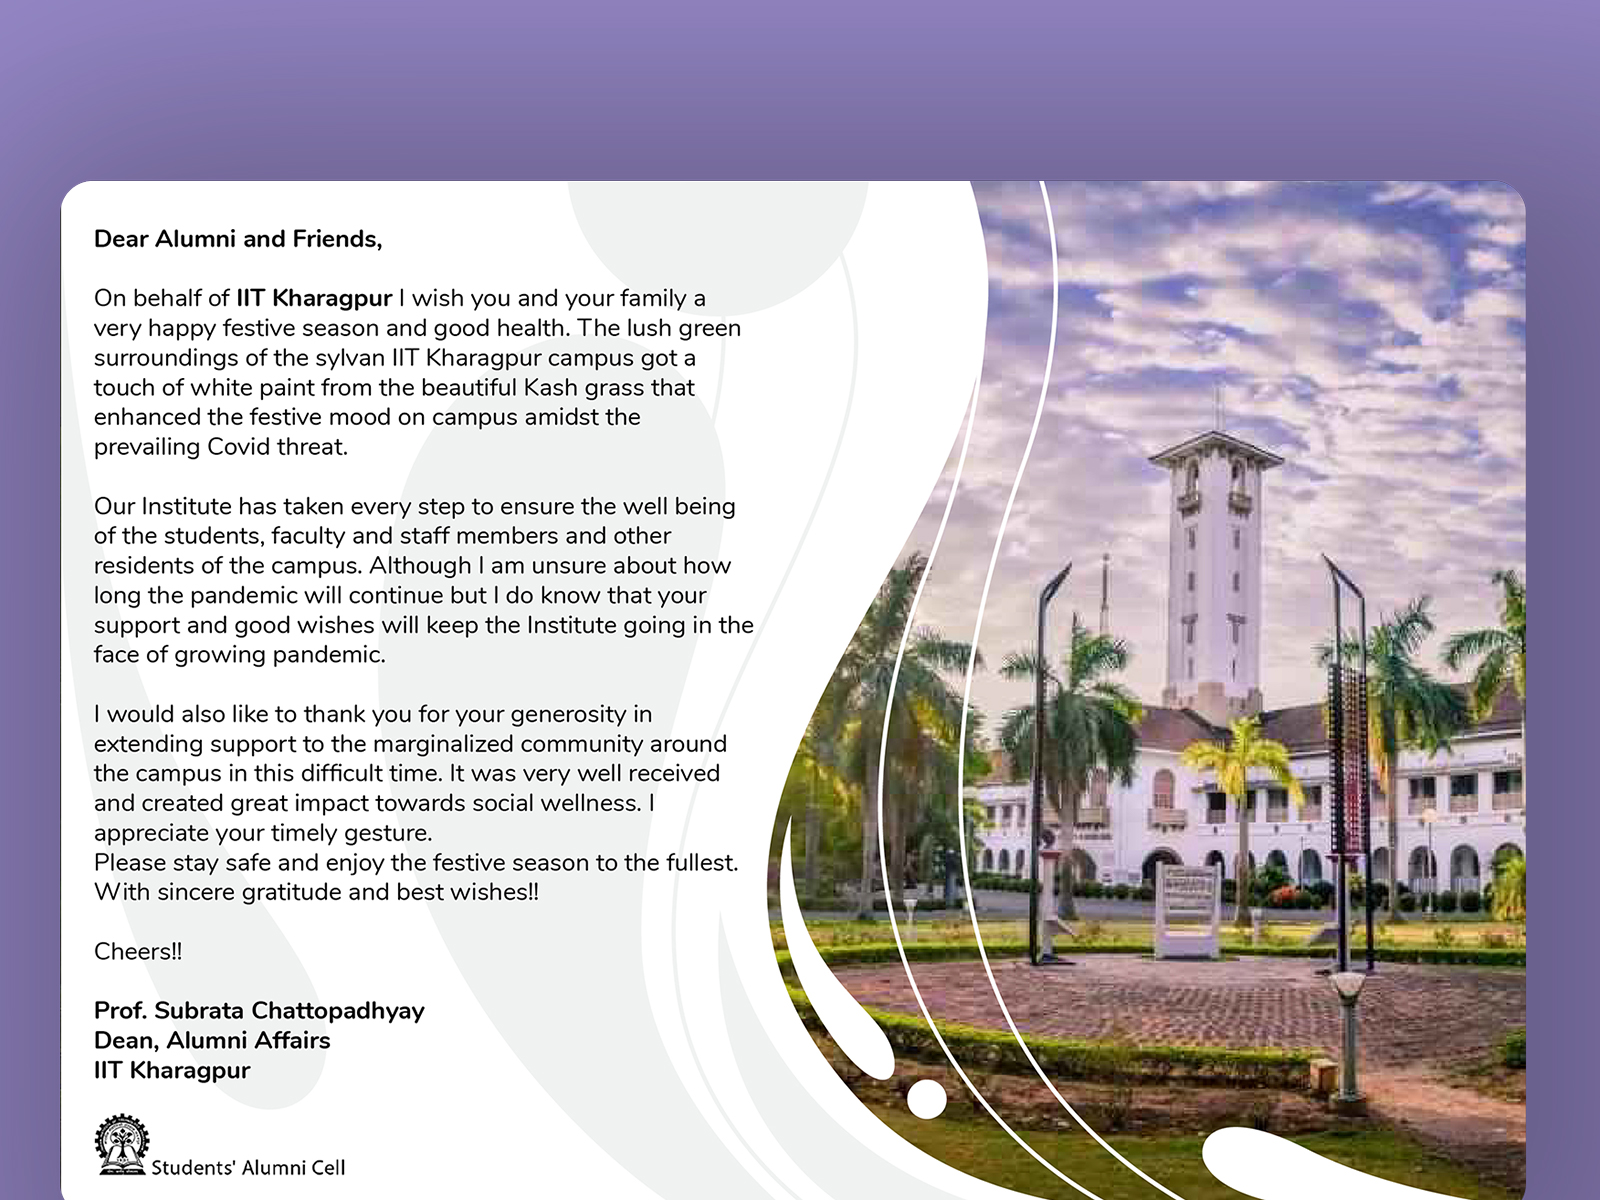 Dear Alumni and Friends,
On behalf of IIT Kharagpur I wish you and your family a
very happy festive season and good health. The lush green
surroundings of the sylvan IIT Kharagpur campus got a
touch of white paint from the beautiful Kash grass that
enhanced the festive mood on campus amidst the
prevailing Covid threat.
Our Institute has taken every step to ensure the well being
of the students, faculty and staff members and other
residents of the campus. Although I am unsure about how
long the pandemic will continue but I do know that your
support and good wishes will keep the Institute going in the
face of growing pandemic.
I would also like to thank you for your generosity in
extending support to the marginalized community around
the campus in this difficult time. It was very well received
and created great impact towards social wellness. I
appreciate your timely gesture.
Please stay safe and enjoy the festive season to the fullest.
With sincere gratitude and best wishes!!
Cheers!!
Prof. Subrata Chattopadhyay
Dean, Alumni Affairs
IIT Kharagpur
Students' Alumni Cell